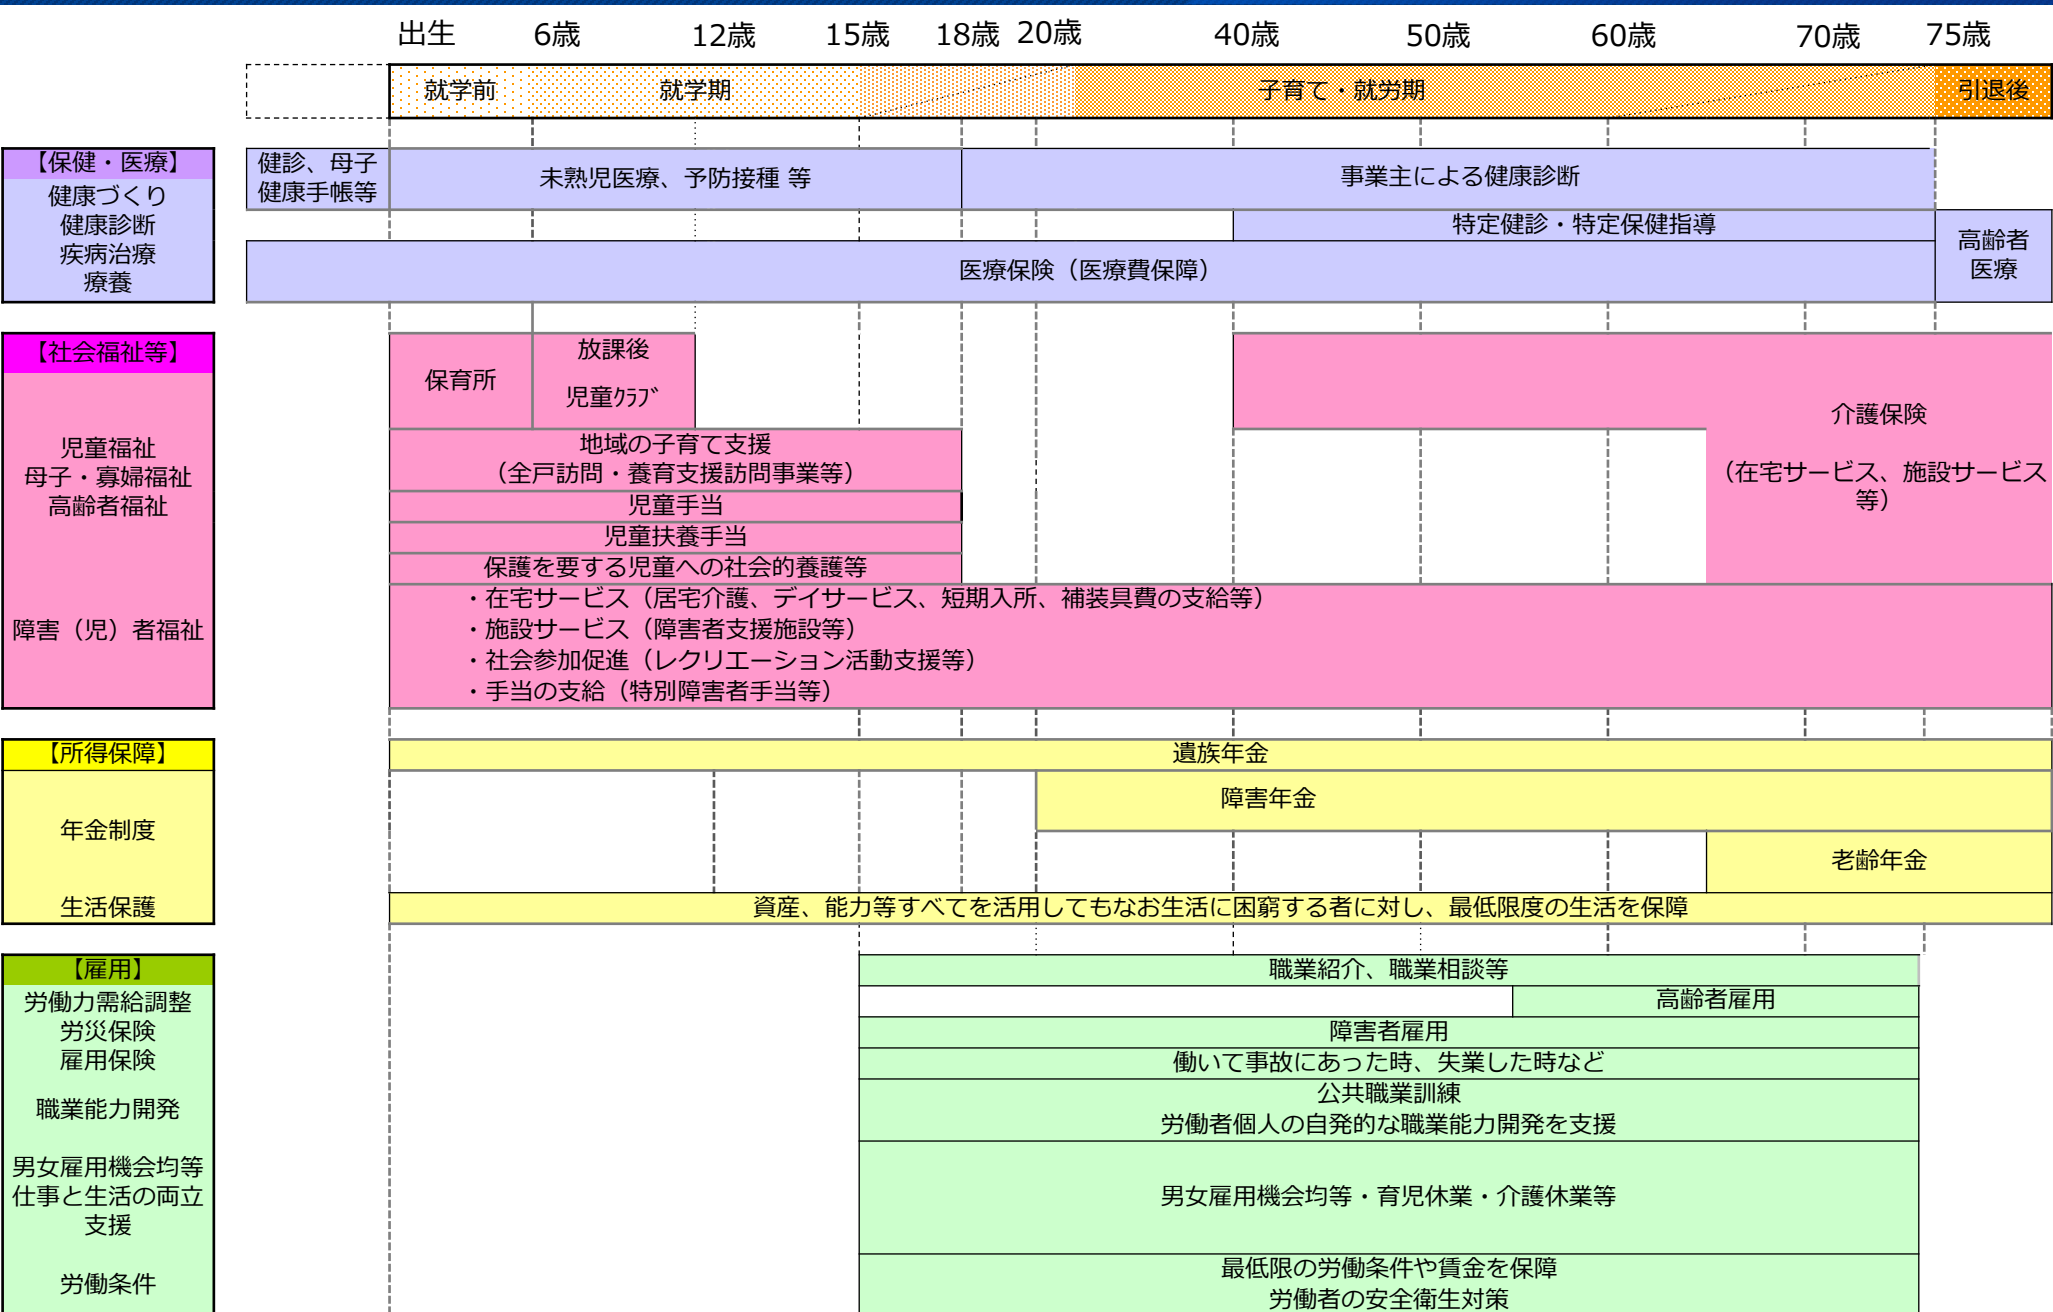 出生 6歳 12歳 15歳 18歳 20歳 40歳 50歳 60歳 70歳 75歳
就学前 就学期 子育て・就労期 引退後
【保健・医療】
健康づくり
健康診断
疾病治療
療養
健診、母子
健康手帳等
未熟児医療、予防接種 等
事業主による健康診断
特定健診・特定保健指導
高齢者
医療
医療保険（医療費保障）
【社会福祉等】
児童福祉
母子・寡婦福祉
高齢者福祉
障害（児）者福祉
保育所
放課後
児童ｸﾗﾌﾞ
地域の子育て支援
（全戸訪問・養育支援訪問事業等）
児童手当
児童扶養手当
保護を要する児童への社会的養護等
介護保険
（在宅サービス、施設サービス
等）
・在宅サービス（居宅介護、デイサービス、短期入所、補装具費の支給等）
・施設サービス（障害者支援施設等）
・社会参加促進（レクリエーション活動支援等）
・手当の支給（特別障害者手当等）
【所得保障】
年金制度
生活保護
遺族年金
障害年金
老齢年金
資産、能力等すべてを活用してもなお生活に困窮する者に対し、最低限度の生活を保障
【雇用】
労働力需給調整
労災保険
雇用保険
職業能力開発
男女雇用機会均等
仕事と生活の両立
支援
労働条件
職業紹介、職業相談等
高齢者雇用
障害者雇用
働いて事故にあった時、失業した時など
公共職業訓練
労働者個人の自発的な職業能力開発を支援
男女雇用機会均等・育児休業・介護休業等
最低限の労働条件や賃金を保障
労働者の安全衛生対策